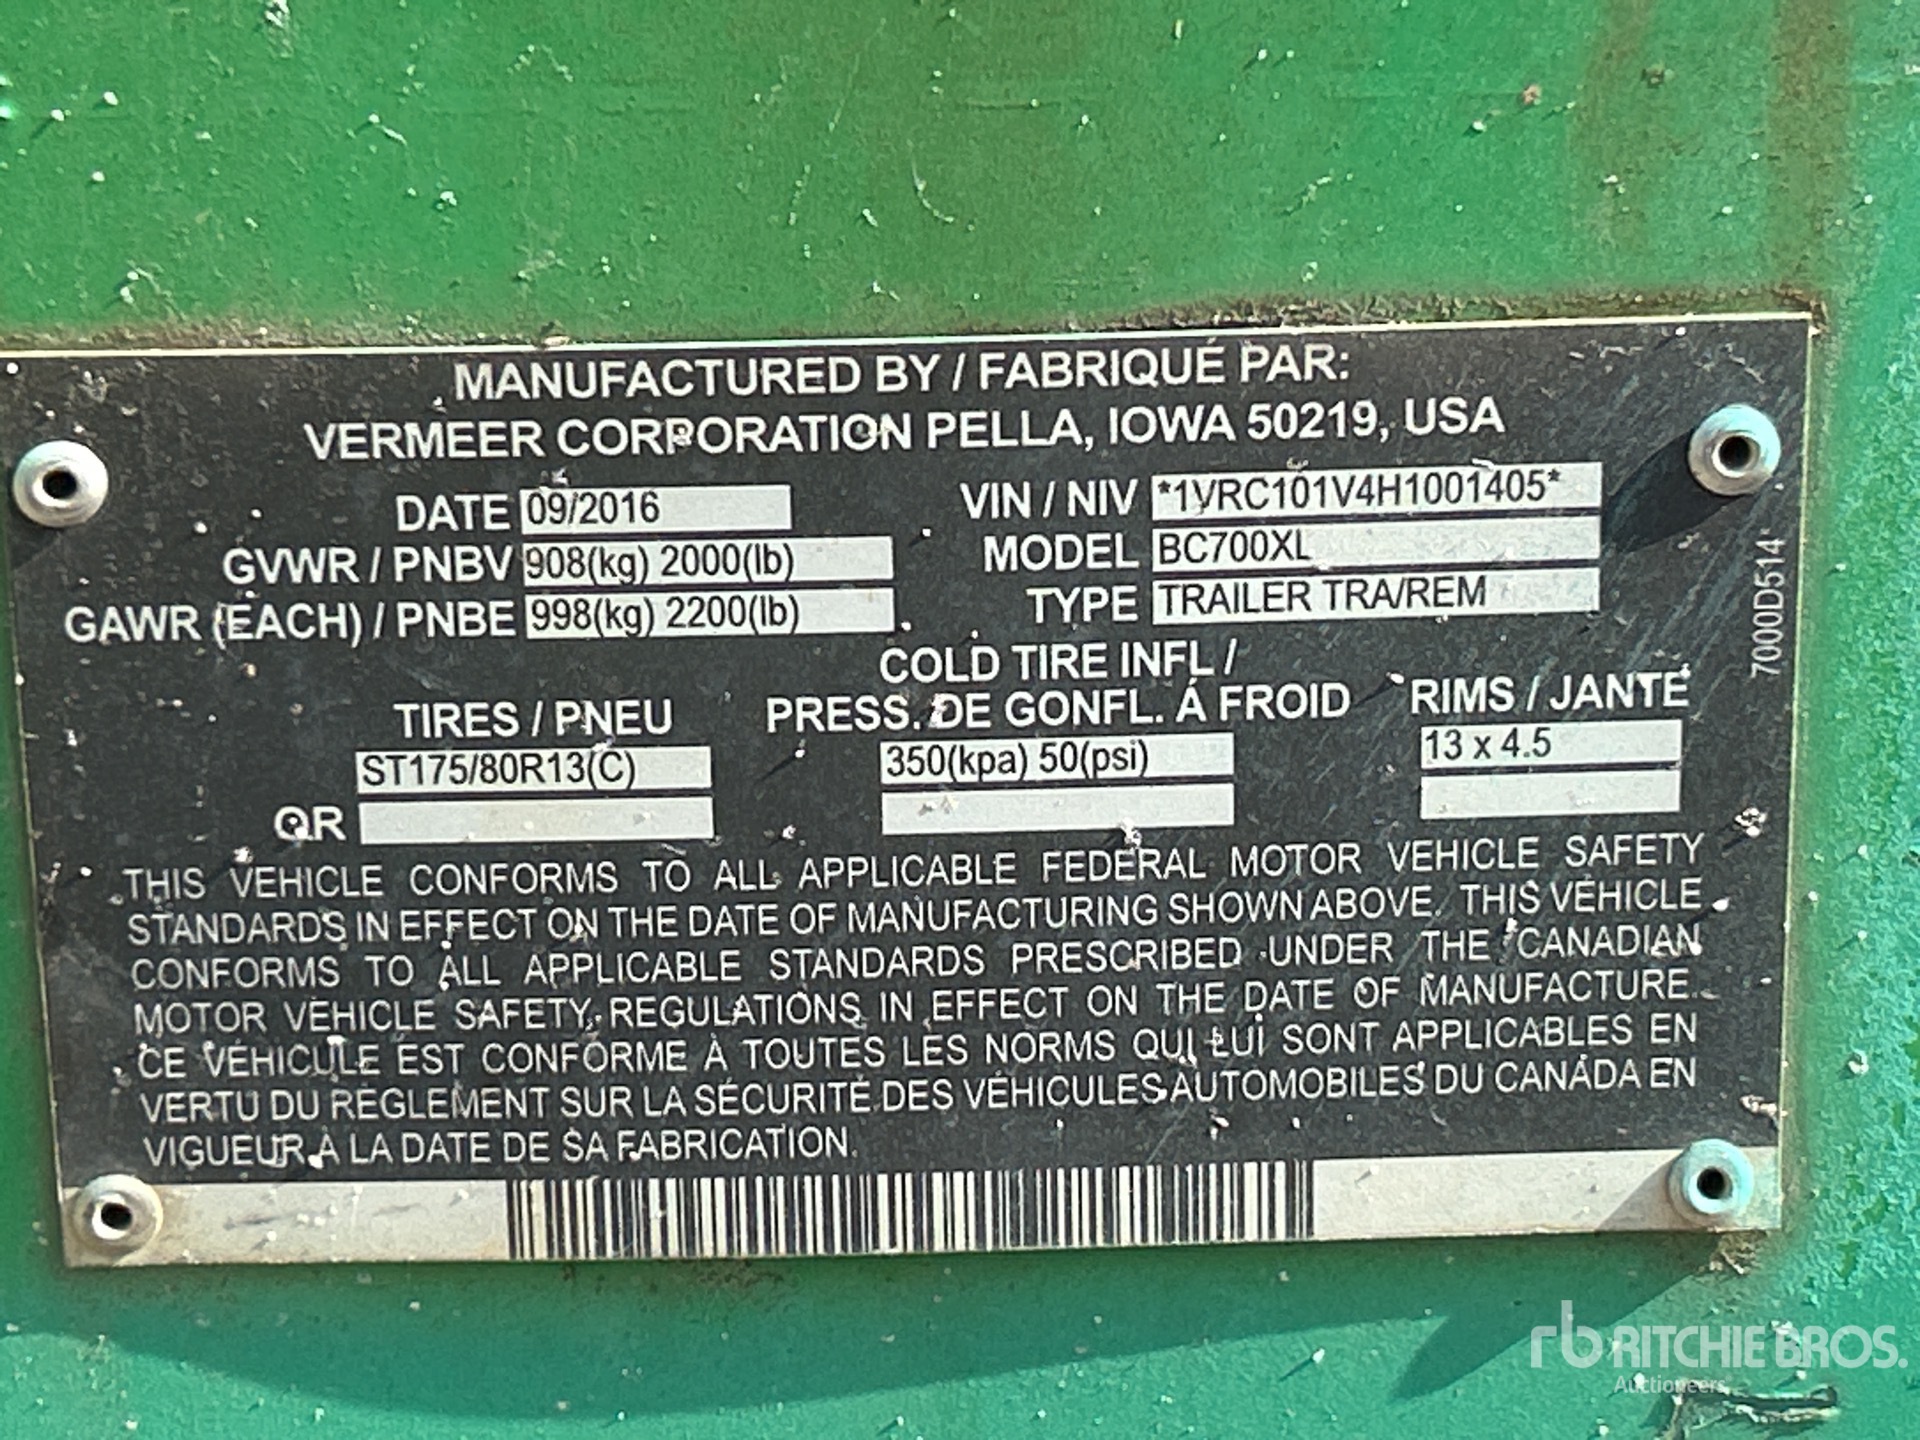 MANUFACTURED BY / FABRIQUÉ PAR:
VERMEER CORPORATION PELLA, IOWA 50219, USA
DATE 09/2016
VIN / NIV *1VRC101V4H1001405*
GVWR / PNBV 908(kg) 2000(lb)
MODEL BC700XL
GAWR (EACH) / PNBE 998(kg) 2200(lb)
TYPE TRAILER TRA/REM
700D514
TIRES / PNEU
COLD TIRE INFL /
PRESS. DE GONFL. Á FROID
RIMS / JANTE
ST175/80R13(C)
350(kpa) 50(psi)
13 x 4.5
OR
THIS VEHICLE CONFORMS TO ALL APPLICABLE FEDERAL MOTOR VEHICLE SAFETY
STANDARDS IN EFFECT ON THE DATE OF MANUFACTURING SHOWN ABOVE. THIS VEHICLE
CONFORMS TO ALL APPLICABLE STANDARDS PRESCRIBED UNDER THE CANADIAN
MOTOR VEHICLE SAFETY REGULATIONS IN EFFECT ON THE DATE OF MANUFACTURE.
CE VÉHICULE EST CONFORME À TOUTES LES NORMS QUI LUI SONT APPLICABLES EN
VERTU DU RÈGLEMENT SUR LA SÉCURITÉ DES VÉHICULES AUTOMOBILES DU CANADA EN
VIGUEUR À LA DATE DE SA FABRICATION.
rb RITCHIE BROS.
Auctioneers